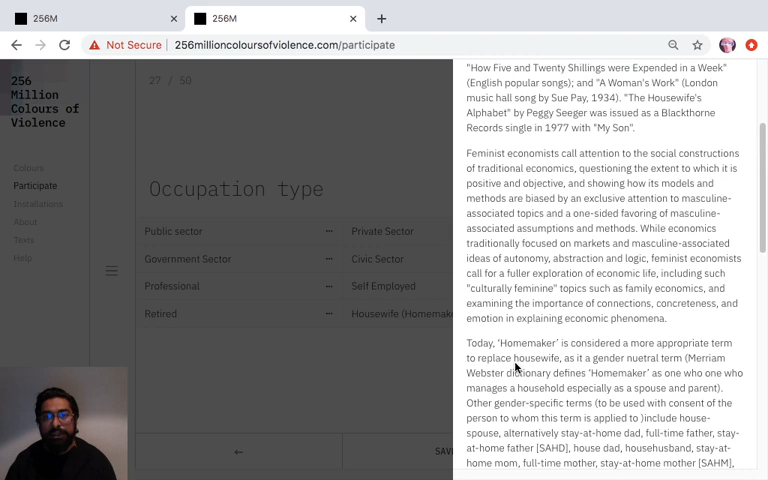 256M
256M
Not Secure
256millioncoloursofviolence.com/participate
256
Million
Colours of
Violence
Colours
Participate
Installations
About
Texts
Help
27 / 50
Occupation type
Public sector
Private Sector
Government Sector
Civic Sector
Professional
Self Employed
Retired
Housewife (Homemake
SAV
"How Five and Twenty Shillings were Expended in a Week"
(English popular songs); and "A Woman's Work" (London
music hall song by Sue Pay, 1934). "The Housewife's
Alphabet" by Peggy Seeger was issued as a Blackthorne
Records single in 1977 with "My Son".
Feminist economists call attention to the social constructions
of traditional economics, questioning the extent to which it is
positive and objective, and showing how its models and
methods are biased by an exclusive attention to masculine-
associated topics and a one-sided favoring of masculine-
associated assumptions and methods. While economics
traditionally focused on markets and masculine-associated
ideas of autonomy, abstraction and logic, feminist economists
call for a fuller exploration of economic life, including such
"culturally feminine" topics such as family economics, and
examining the importance of connections, concreteness, and
emotion in explaining economic phenomena.
Today, ‘Homemaker’ is considered a more appropriate term
to replace housewife, as it a gender nuetral term (Merriam
Webster dictionary defines ‘Homemaker’ as one who one who
manages a household especially as a spouse and parent).
Other gender-specific terms (to be used with consent of the
person to whom this term is applied to )include house-
spouse, alternatively stay-at-home dad, full-time father, stay-
at-home father [SAHD], house dad, househusband, stay-at-
home mom, full-time mother, stay-at-home mother [SAHM],